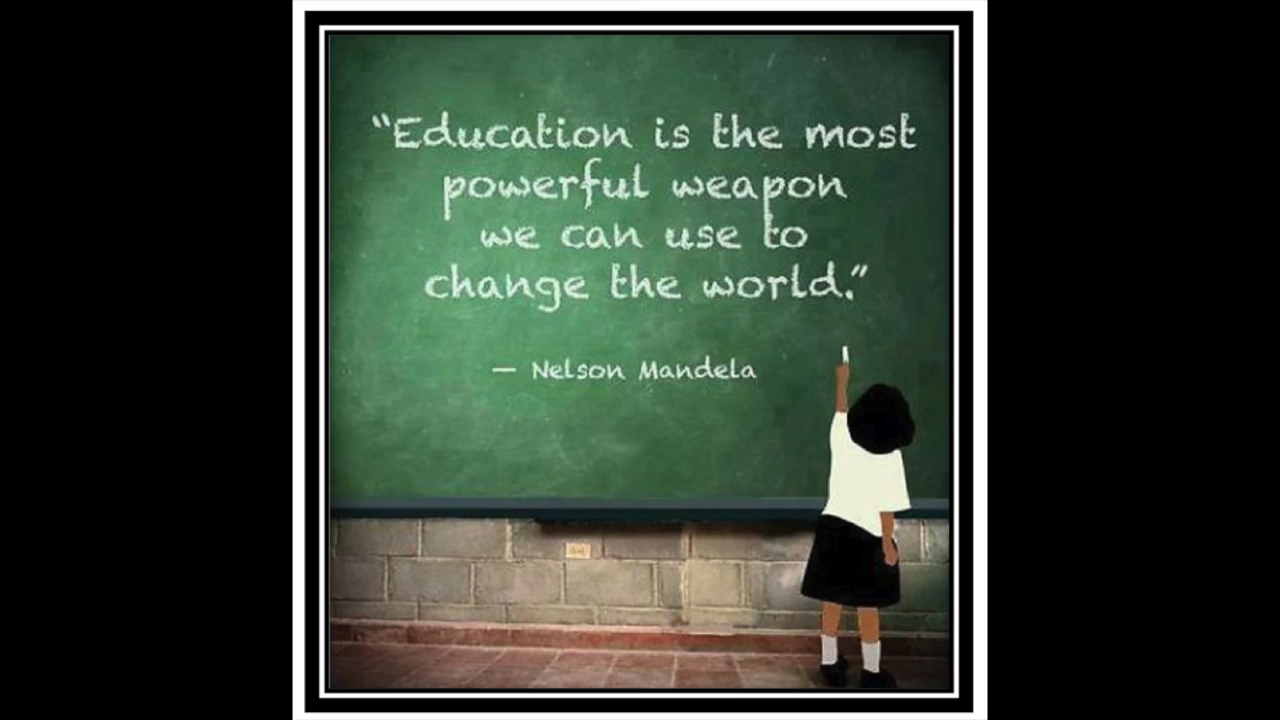 “Education is the most
powerful weapon
we can use to
change the world.”
— Nelson Mandela